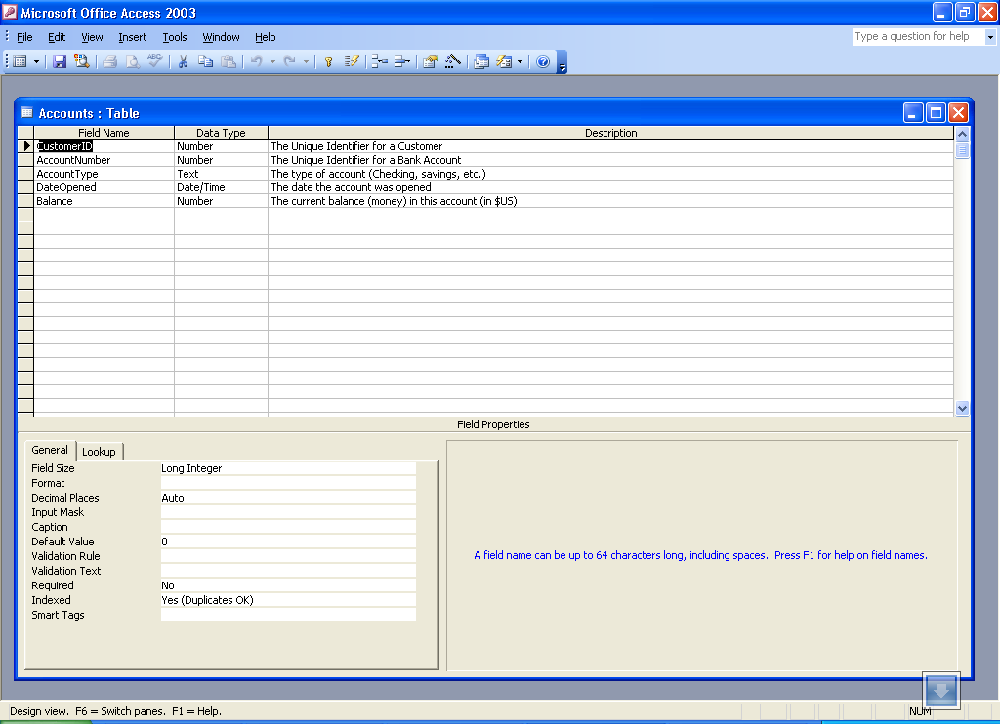 Microsoft Office Access 2003
File Edit View Insert Tools Window Help Type a question for help
Accounts : Table
Field Name Data Type Description
CustomerID Number The Unique Identifier for a Customer
AccountNumber Number The Unique Identifier for a Bank Account
AccountType Text The type of account (Checking, savings, etc.)
DateOpened Date/Time The date the account was opened
Balance Number The current balance (money) in this account (in $US)
Field Properties
General Lookup
Field Size Long Integer
Format
Decimal Places Auto
Input Mask
Caption
Default Value 0
Validation Rule
Validation Text
Required No
Indexed Yes (Duplicates OK)
Smart Tags
A field name can be up to 64 characters long, including spaces. Press F1 for help on field names.
Design view. F6 = Switch panes. F1 = Help. NUM